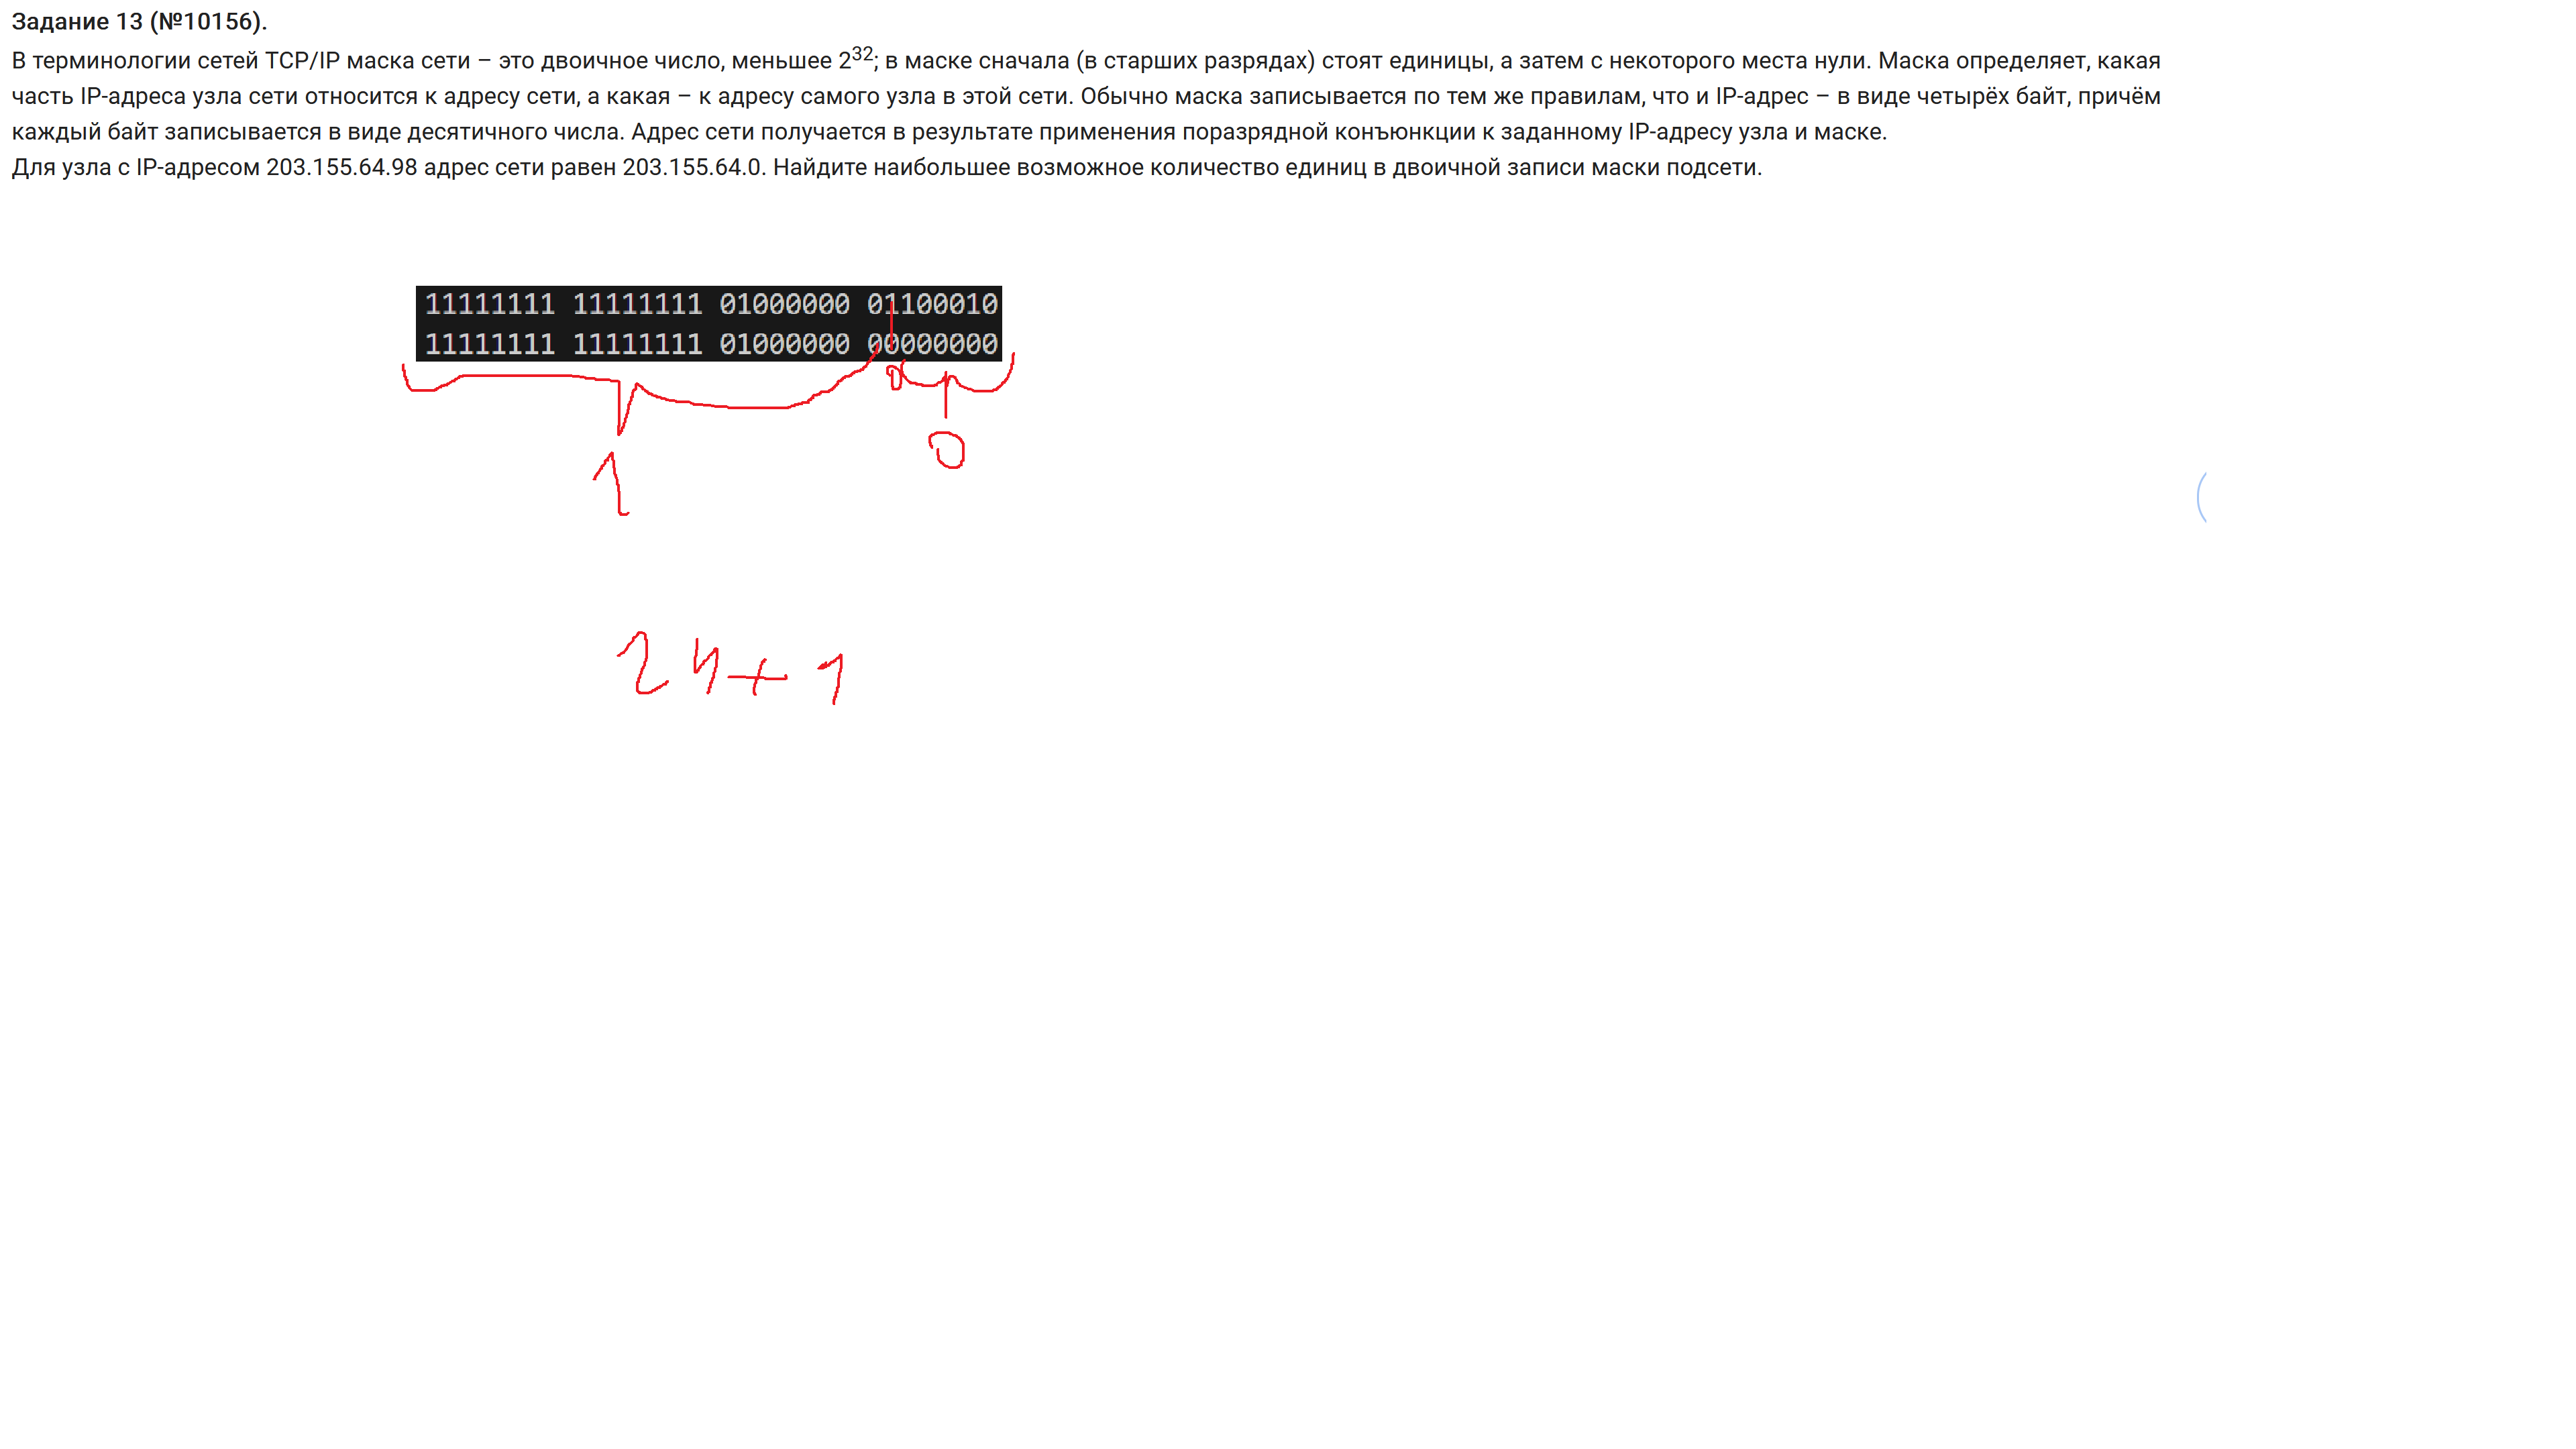 Задание 13 (№10156).
В терминологии сетей TCP/IP маска сети – это двоичное число, меньшее 2³²; в маске сначала (в старших разрядах) стоят единицы, а затем с некоторого места нули. Маска определяет, какая
часть IP-адреса узла сети относится к адресу сети, а какая – к адресу самого узла в этой сети. Обычно маска записывается по тем же правилам, что и IP-адрес – в виде четырёх байт, причём
каждый байт записывается в виде десятичного числа. Адрес сети получается в результате применения поразрядной конъюнкции к заданному IP-адресу узла и маске.
Для узла с IP-адресом 203.155.64.98 адрес сети равен 203.155.64.0. Найдите наибольшее возможное количество единиц в двоичной записи маски подсети.
11111111 11111111 01000000 01100010
11111111 11111111 01000000 00000000
0
1 0
24+1